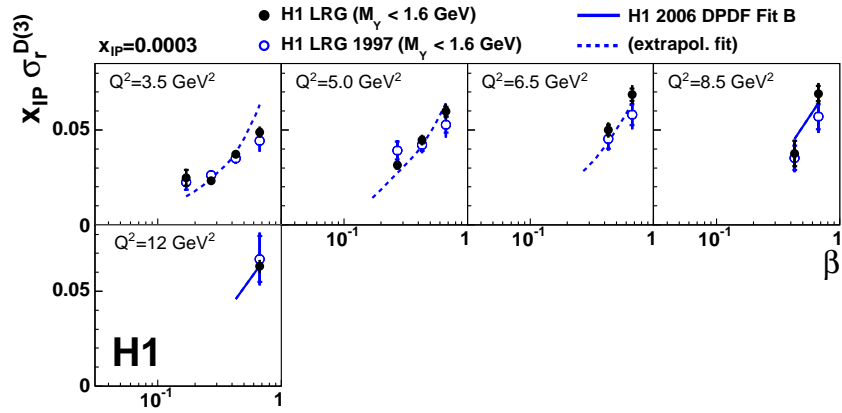 H1 LRG (M_Y < 1.6 GeV)
H1 2006 DPDF Fit B
H1 LRG 1997 (M_Y < 1.6 GeV)
(extrapol. fit)
x_IP=0.0003
x_IP σ_r^D(3)
Q²=3.5 GeV²
Q²=5.0 GeV²
Q²=6.5 GeV²
Q²=8.5 GeV²
0.05
0
10⁻¹ 1
10⁻¹ 1
10⁻¹ 1
β
Q²=12 GeV²
0.05
H1
0
10⁻¹ 1